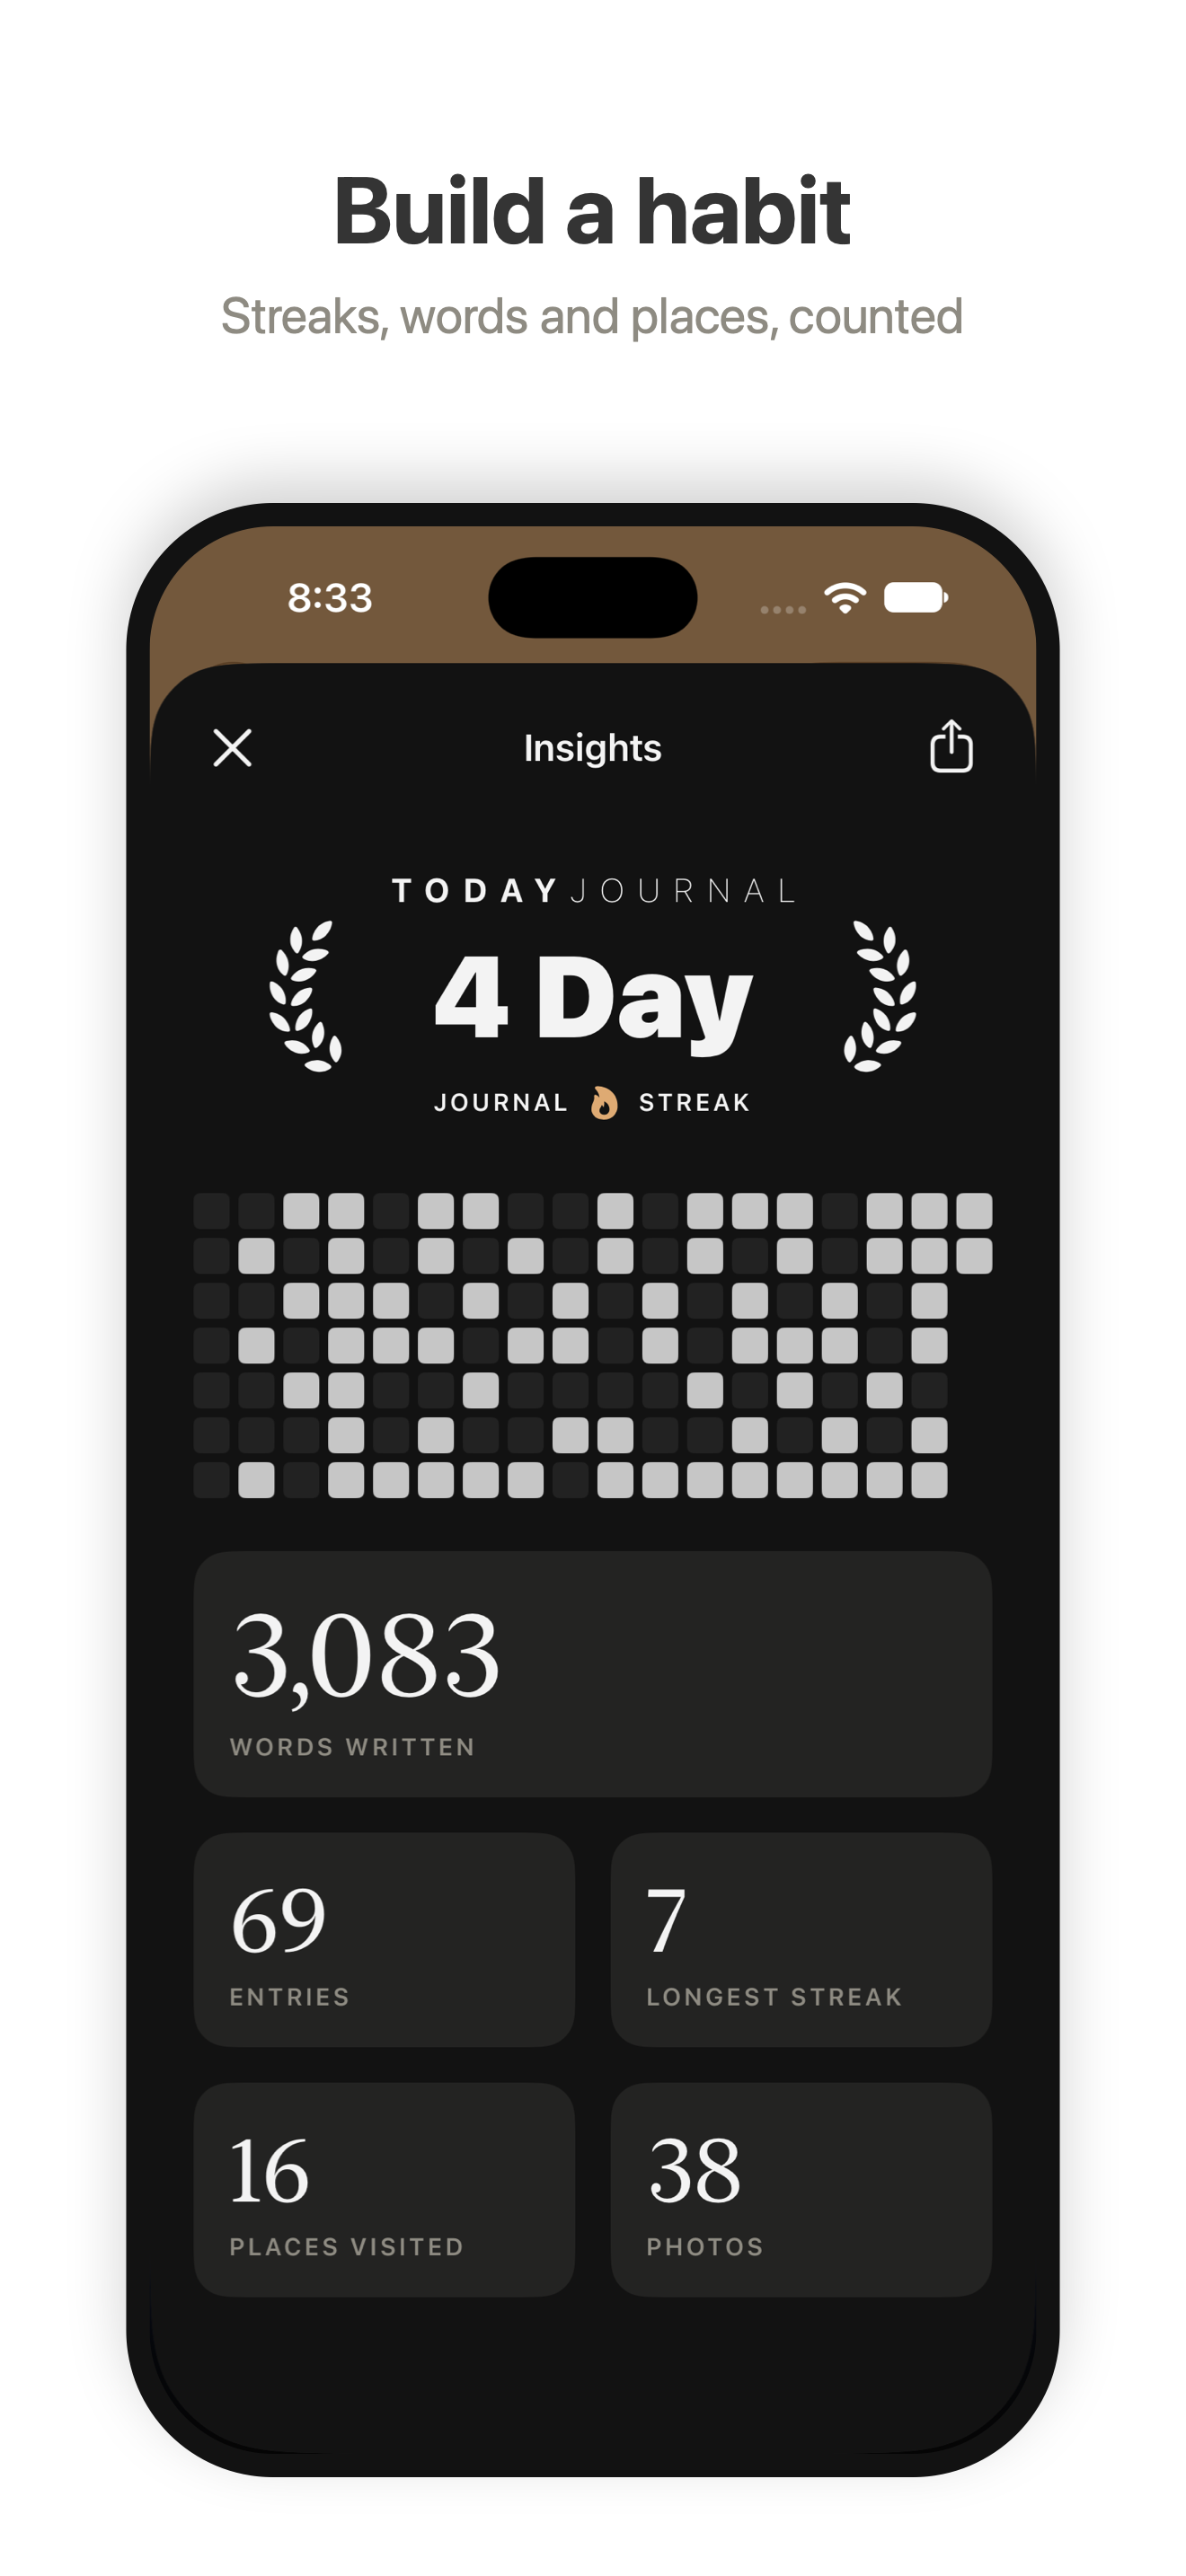 Build a habit
Streaks, words and places, counted
8:33
Insights
TODAYJOURNAL
4 Day
JOURNAL STREAK
3,083
WORDS WRITTEN
69
ENTRIES
7
LONGEST STREAK
16
PLACES VISITED
38
PHOTOS